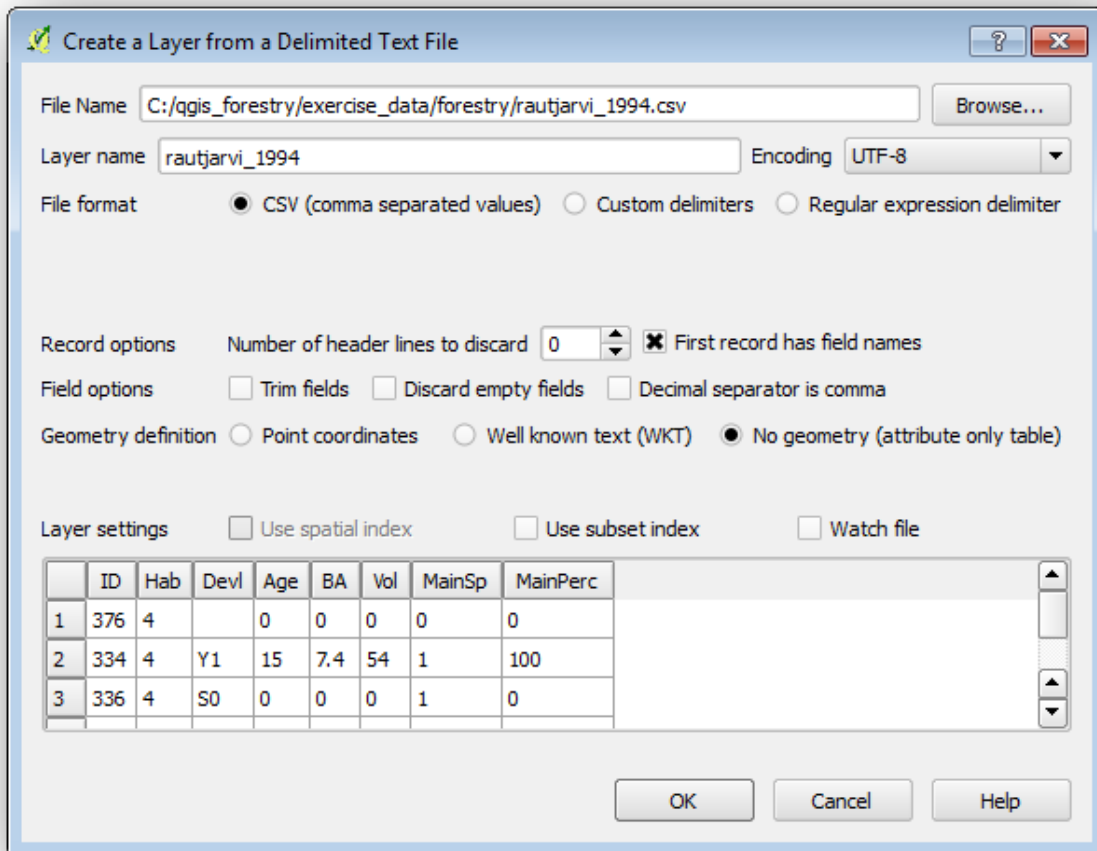 Create a Layer from a Delimited Text File
File Name C:/qgis_forestry/exercise_data/forestry/rautjarvi_1994.csv Browse...
Layer name rautjarvi_1994 Encoding UTF-8
File format CSV (comma separated values) Custom delimiters Regular expression delimiter
Record options Number of header lines to discard 0 First record has field names
Field options Trim fields Discard empty fields Decimal separator is comma
Geometry definition Point coordinates Well known text (WKT) No geometry (attribute only table)
Layer settings Use spatial index Use subset index Watch file
ID Hab Devl Age BA Vol MainSp MainPerc
1 376 4 0 0 0 0 0
2 334 4 Y1 15 7.4 54 1 100
3 336 4 S0 0 0 0 1 0
OK Cancel Help